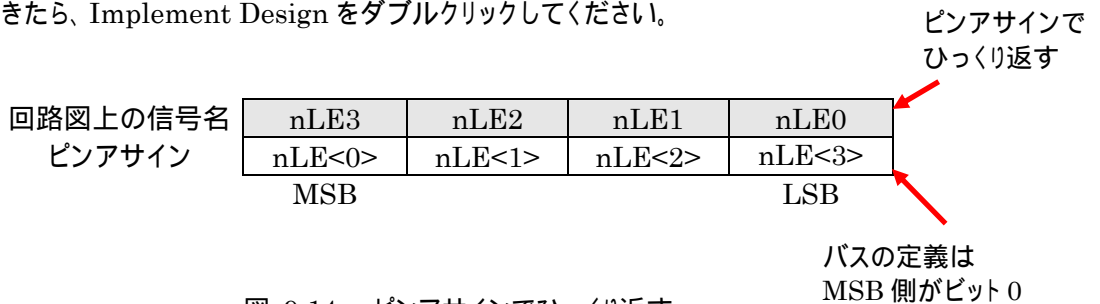 きたら、Implement Design をダブルクリックしてください。
ピンアサインで
ひっくり返す
回路図上の信号名 nLE3 nLE2 nLE1 nLE0
ピンアサイン nLE<0> nLE<1> nLE<2> nLE<3>
MSB LSB
バスの定義は
MSB 側がビット 0